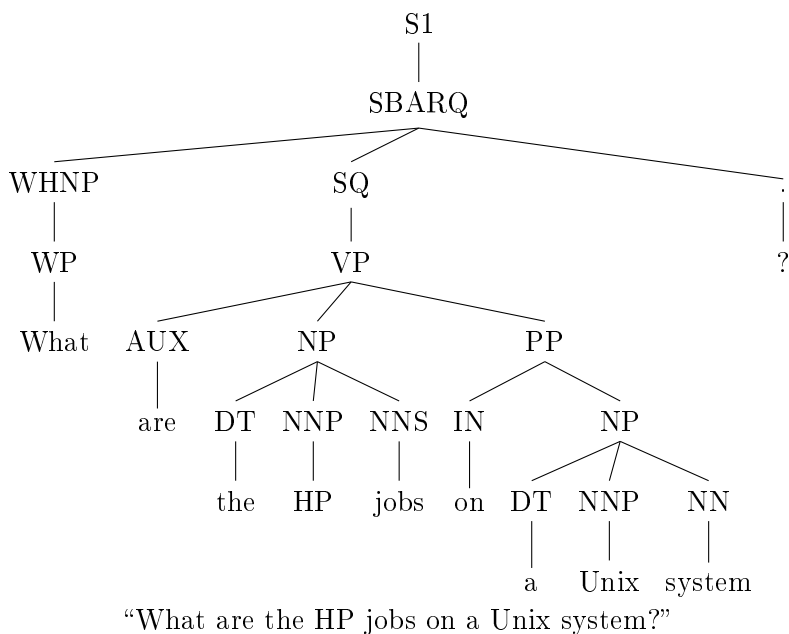 S1
SBARQ
WHNP SQ .
WP VP ?
What AUX NP PP
are DT NNP NNS IN NP
the HP jobs on DT NNP NN
a Unix system
“What are the HP jobs on a Unix system?”